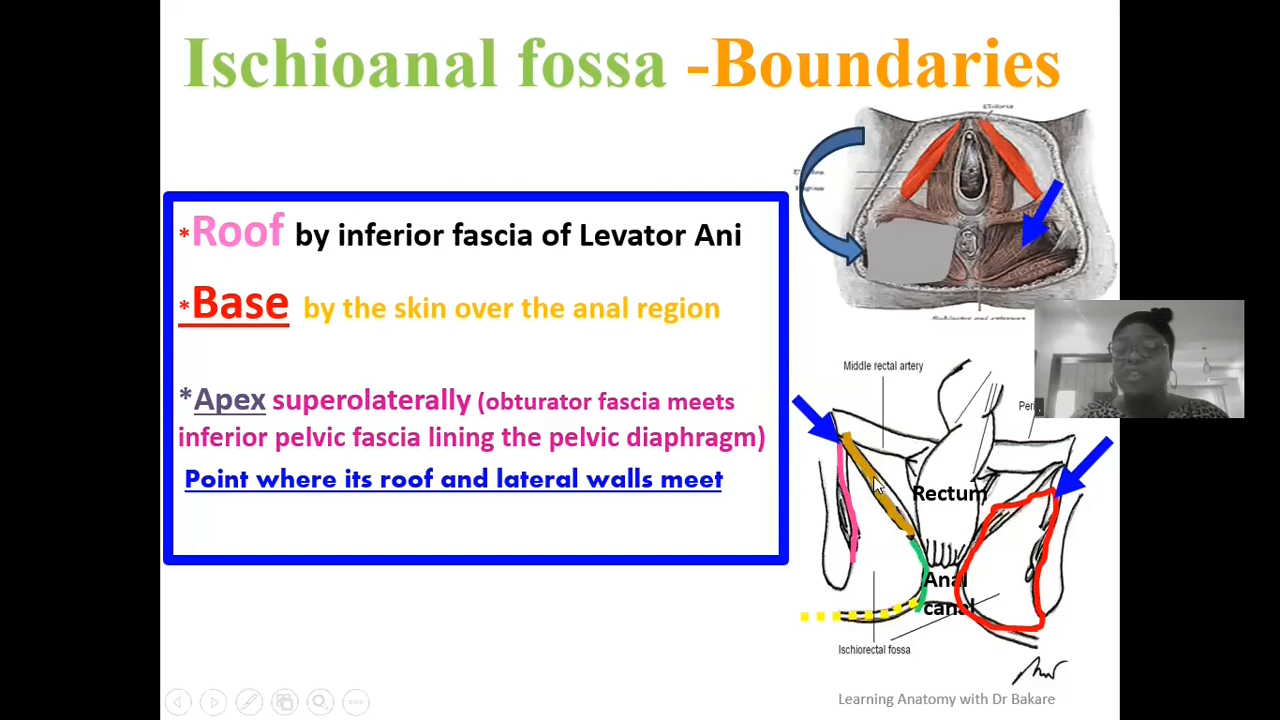 Ischioanal fossa -Boundaries
*Roof by inferior fascia of Levator Ani
*Base by the skin over the anal region
*Apex superolaterally (obturator fascia meets
inferior pelvic fascia lining the pelvic diaphragm)
Point where its roof and lateral walls meet
Middle rectal artery
Rectum
Anal
canal
Ischiorectal fossa
Learning Anatomy with Dr Bakare